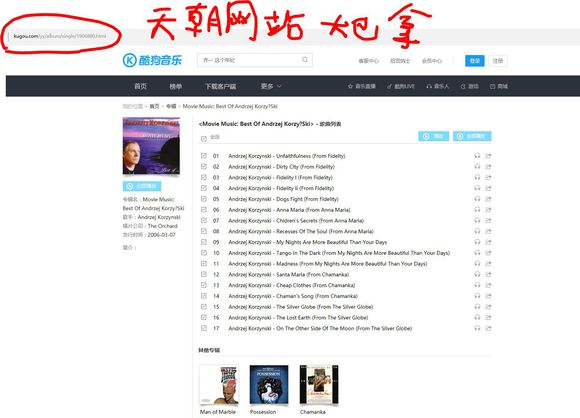 天朝网站 大包拿
kugou.com/yy/album/single/1906880.html
酷狗音乐
齐一 这个年纪
客服中心 招贤纳士 会员中心 登录 注册
首页 榜单 下载客户端 更多 音乐直播 酷狗LIVE 音乐人 游戏 商城
我的位置 > 首页 > 专辑 > Movie Music: Best Of Andrzej Korzy?Ski
<Movie Music: Best Of Andrzej Korzy?Ski> - 歌曲列表
全选 播放 全部播放
01 Andrzej Korzynski - Unfaithfulness (From Fidelity)
02 Andrzej Korzynski - Dirty City (From Fidelity)
03 Andrzej Korzynski - Fidelity I (From Fidelity)
04 Andrzej Korzynski - Fidelity Ii (From Fidelity)
05 Andrzej Korzynski - Dogs Fight (From Fidelity)
06 Andrzej Korzynski - Anna Maria (From Anna Maria)
07 Andrzej Korzynski - Chldren's Secrets (From Anna Maria)
08 Andrzej Korzynski - Recesses Of The Soul (From Anna Maria)
09 Andrzej Korzynski - My Nights Are More Beautiful Than Your Days
10 Andrzej Korzynski - Tango In The Dark (From My Nights Are More Beautiful Than Your Days)
11 Andrzej Korzynski - Madness (From My Nights Are More Beautiful Than Your Days)
12 Andrzej Korzynski - Santa Maria (From Chamanka)
13 Andrzej Korzynski - Cheap Clothes (From Chamanka)
14 Andrzej Korzynski - Chaman's Song (From Chamanka)
15 Andrzej Korzynski - The Silver Globe (From The Silver Globe)
16 Andrzej Korzynski - The Lost Earth (From The Silver Globe)
17 Andrzej Korzynski - On The Other Side Of The Moon (From The Silver Globe)
全部播放
专辑名：Movie Music:
Best Of Andrzej Korzy?Ski
歌手：Andrzej Korzynski
唱片公司：The Orchard
发行时间：2006-03-07
简介：
其他专辑
POSSESSION
Man of Marble Possession Chamanka